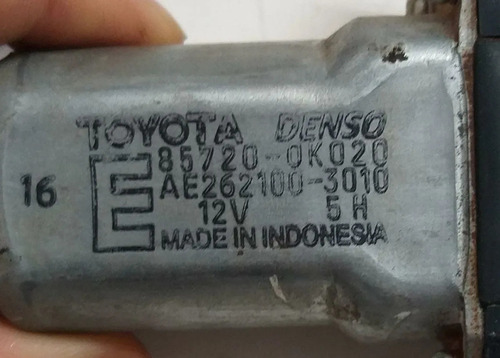 TOYOTA DENSO
E 85720-0K020
AE262100-3010
12V 5H
MADE IN INDONESIA
16